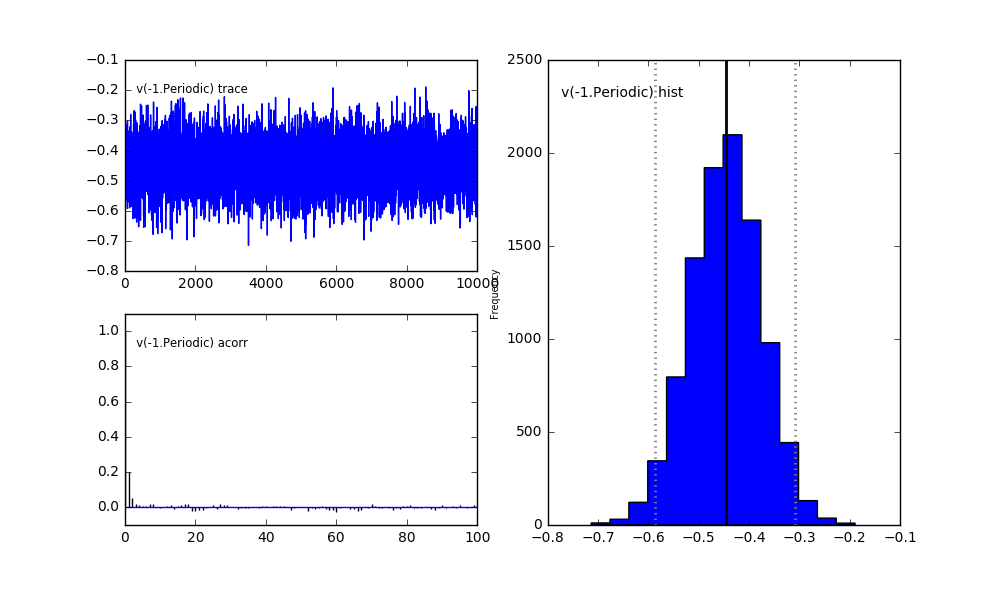 −0.1
−0.2
−0.3
−0.4
−0.5
−0.6
−0.7
−0.8
v(-1.Periodic) trace
0 2000 4000 6000 8000 10000
1.0
0.8
0.6
0.4
0.2
0.0
v(-1.Periodic) acorr
0 20 40 60 80 100
Frequency
2500
2000
1500
1000
500
0
v(-1.Periodic) hist
−0.8 −0.7 −0.6 −0.5 −0.4 −0.3 −0.2 −0.1